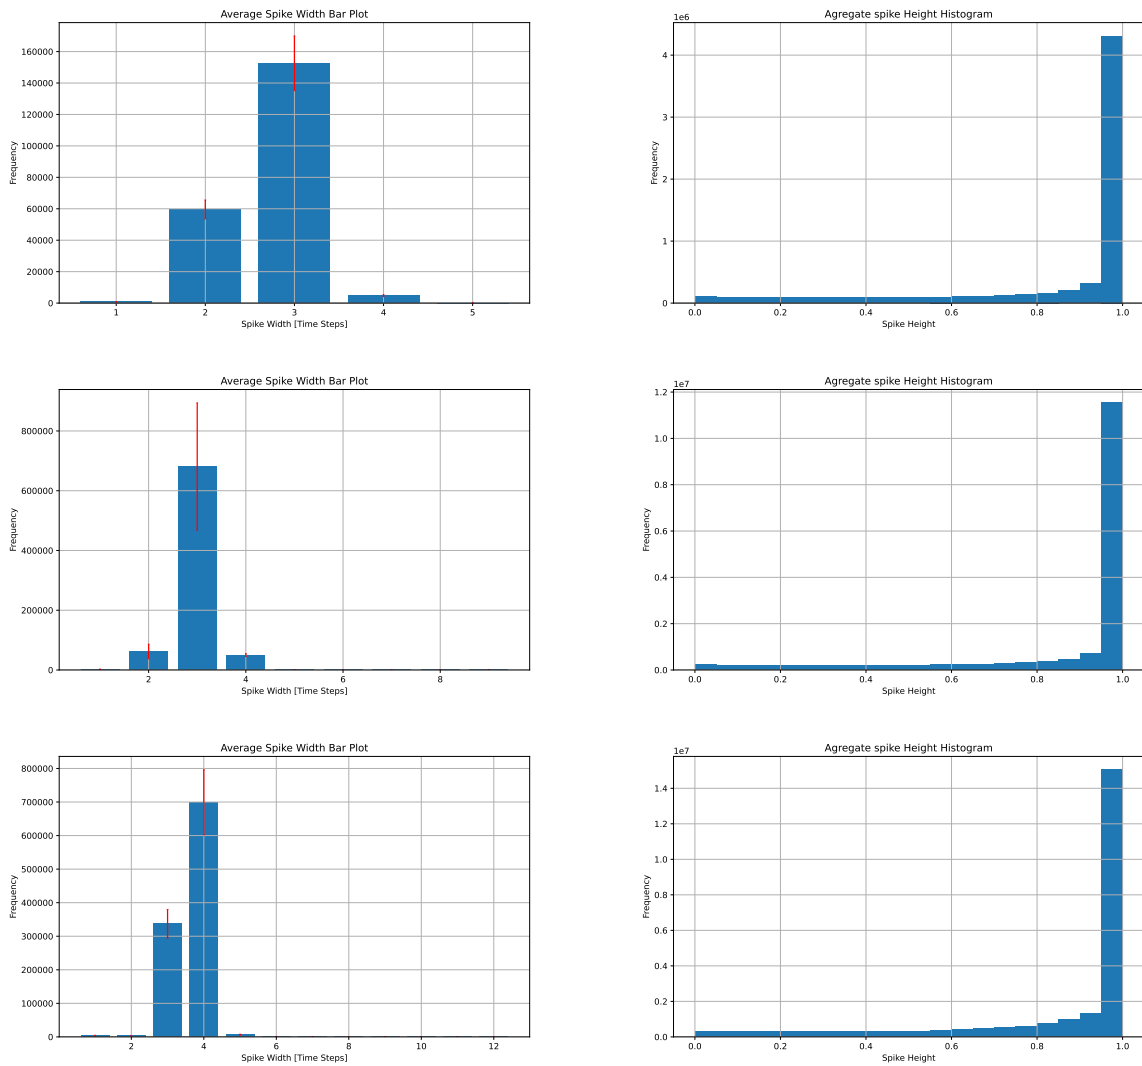 Average Spike Width Bar Plot
Frequency
160000
140000
120000
100000
80000
60000
40000
20000
0
1 2 3 4 5
Spike Width [Time Steps]
Agregate spike Height Histogram
1e6
Frequency
4
3
2
1
0
0.0 0.2 0.4 0.6 0.8 1.0
Spike Height
Average Spike Width Bar Plot
Frequency
800000
600000
400000
200000
0
2 4 6 8
Spike Width [Time Steps]
Agregate spike Height Histogram
1e7
Frequency
1.2
1.0
0.8
0.6
0.4
0.2
0.0
0.0 0.2 0.4 0.6 0.8 1.0
Spike Height
Average Spike Width Bar Plot
Frequency
800000
700000
600000
500000
400000
300000
200000
100000
0
2 4 6 8 10 12
Spike Width [Time Steps]
Agregate spike Height Histogram
1e7
Frequency
1.4
1.2
1.0
0.8
0.6
0.4
0.2
0.0
0.0 0.2 0.4 0.6 0.8 1.0
Spike Height